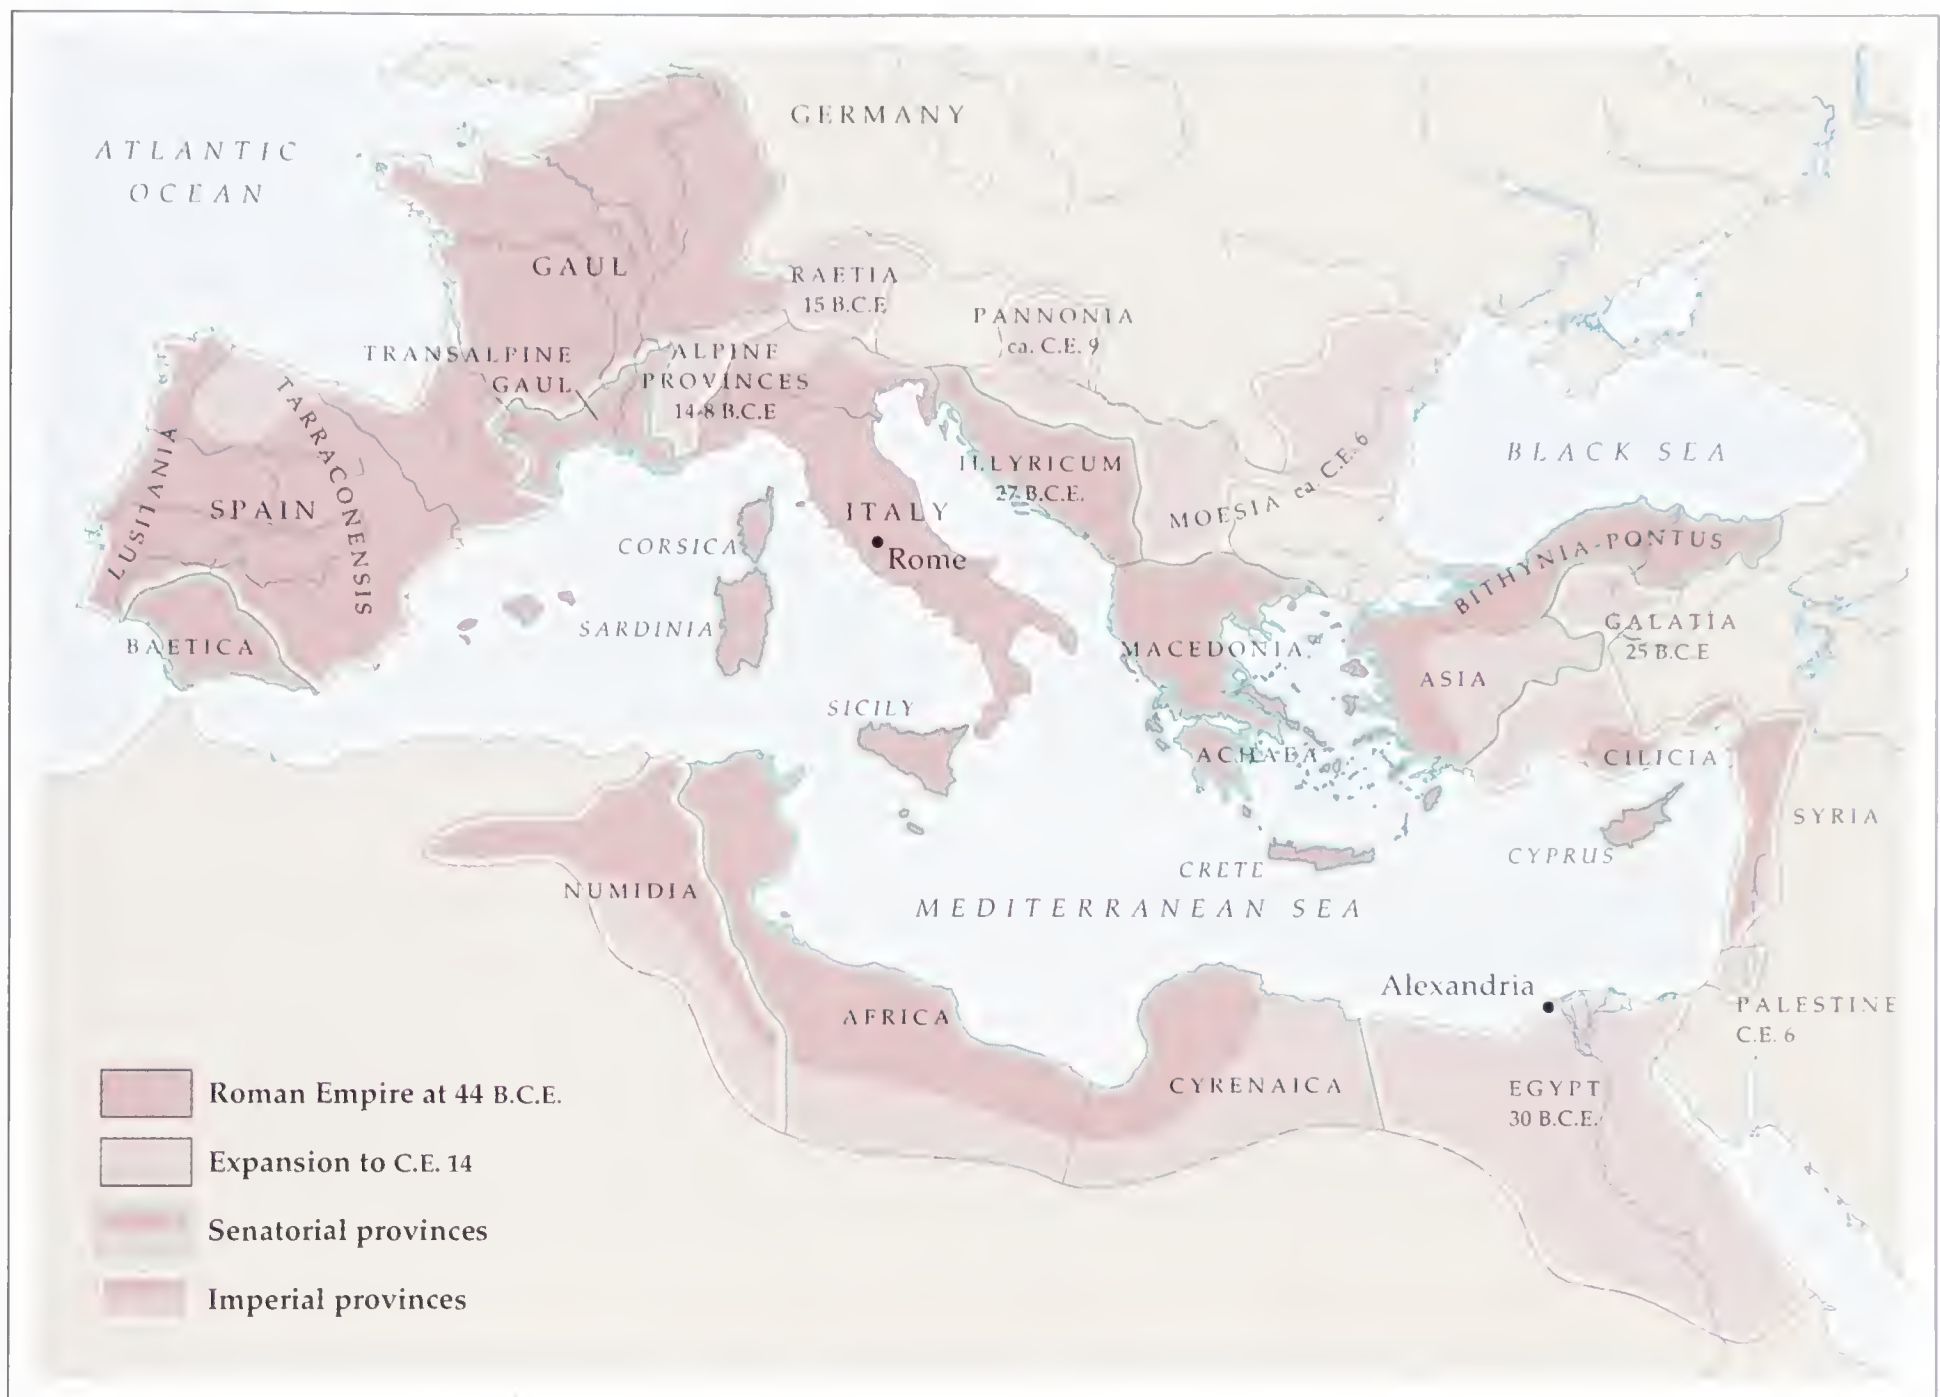 ATLANTIC
OCEAN
GERMANY
GAUL
RAETIA
15 B.C.E
PANNONIA
ca. C.E. 9
TRANSALPINE
GAUL
ALPINE
PROVINCES
14-8 B.C.E
TARRACONENSIS
LUSITANIA
SPAIN
BAETICA
CORSICA
SARDINIA
ITALY
Rome
ILLYRICUM
27 B.C.E.
MOESIA ca. C.E. 6
BLACK SEA
BITHYNIA-PONTUS
GALATIA
25 B.C.E
MACEDONIA
ASIA
SICILY
ACHAEA
CILICIA
SYRIA
CYPRUS
CRETE
NUMIDIA
MEDITERRANEAN SEA
Alexandria
PALESTINE
C.E. 6
AFRICA
CYRENAICA
EGYPT
30 B.C.E.
Roman Empire at 44 B.C.E.
Expansion to C.E. 14
Senatorial provinces
Imperial provinces